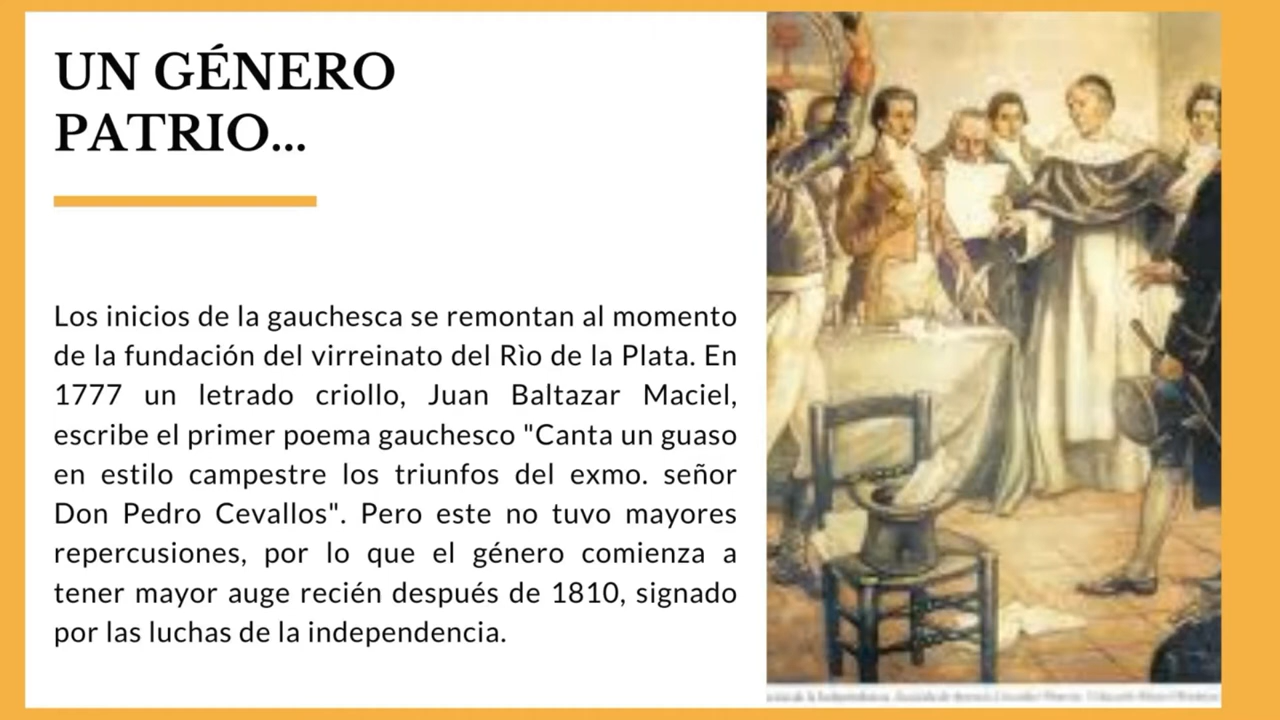 UN GÉNERO
PATRIO...
Los inicios de la gauchesca se remontan al momento
de la fundación del virreinato del Rìo de la Plata. En
1777 un letrado criollo, Juan Baltazar Maciel,
escribe el primer poema gauchesco "Canta un guaso
en estilo campestre los triunfos del exmo. señor
Don Pedro Cevallos". Pero este no tuvo mayores
repercusiones, por lo que el género comienza a
tener mayor auge recién después de 1810, signado
por las luchas de la independencia.
de la Independencia.